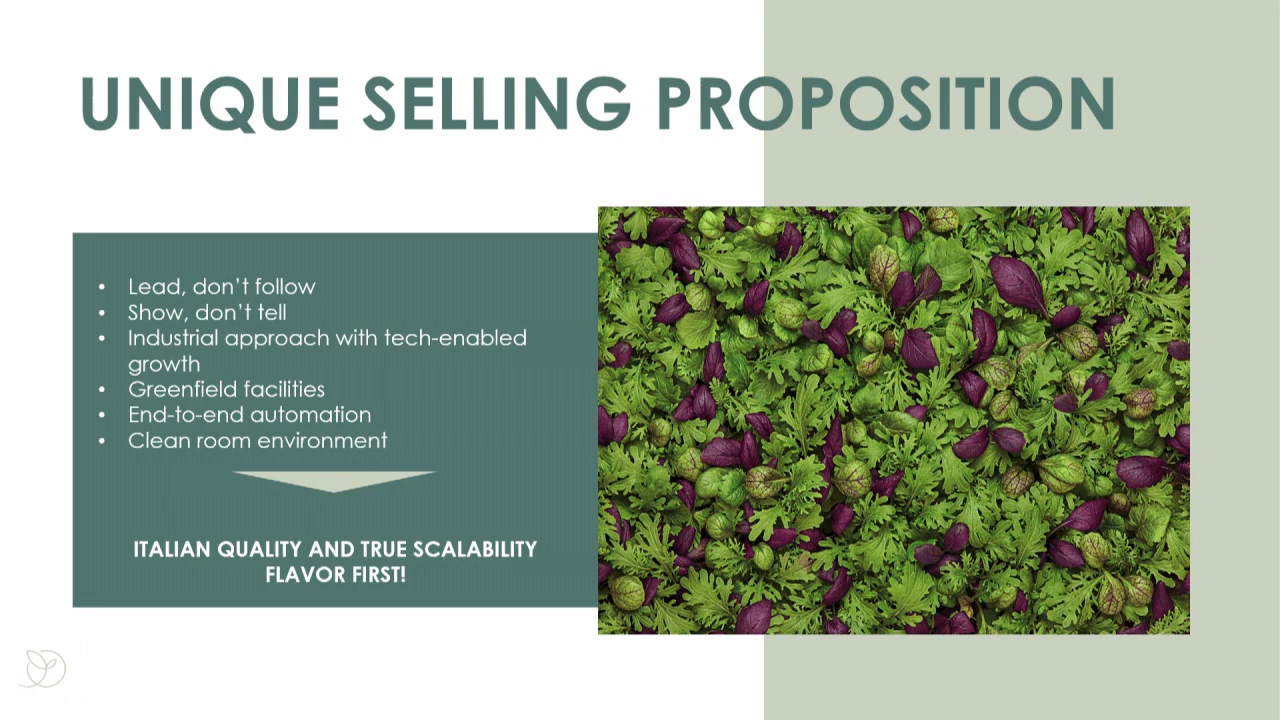 UNIQUE SELLING PROPOSITION
• Lead, don’t follow
• Show, don’t tell
• Industrial approach with tech-enabled
growth
• Greenfield facilities
• End-to-end automation
• Clean room environment
ITALIAN QUALITY AND TRUE SCALABILITY
FLAVOR FIRST!